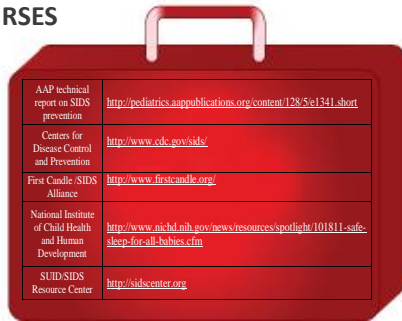 RSES
AAP technical
report on SIDS
prevention
http://pediatrics.aappublications.org/content/128/5/e1341.short
Centers for
Disease Control
and Prevention
http://www.cdc.gov/sids/
First Candle /SIDS
Alliance
http://www.firstcandle.org/
National Institute
of Child Health
and Human
Development
http://www.nichd.nih.gov/news/resources/spotlight/101811-safe-
sleep-for-all-babies.cfm
SUID/SIDS
Resource Center
http://sidscenter.org